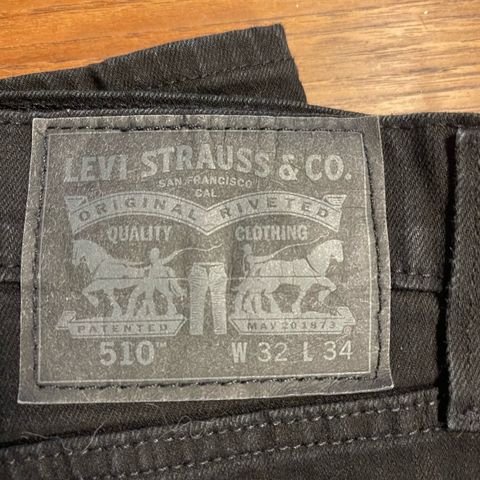 LEVI STRAUSS & CO.
SAN FRANCISCO
CAL
ORIGINAL RIVETED
QUALITY CLOTHING
PATENTED MAY 20 1873
510™ W 32 L 34